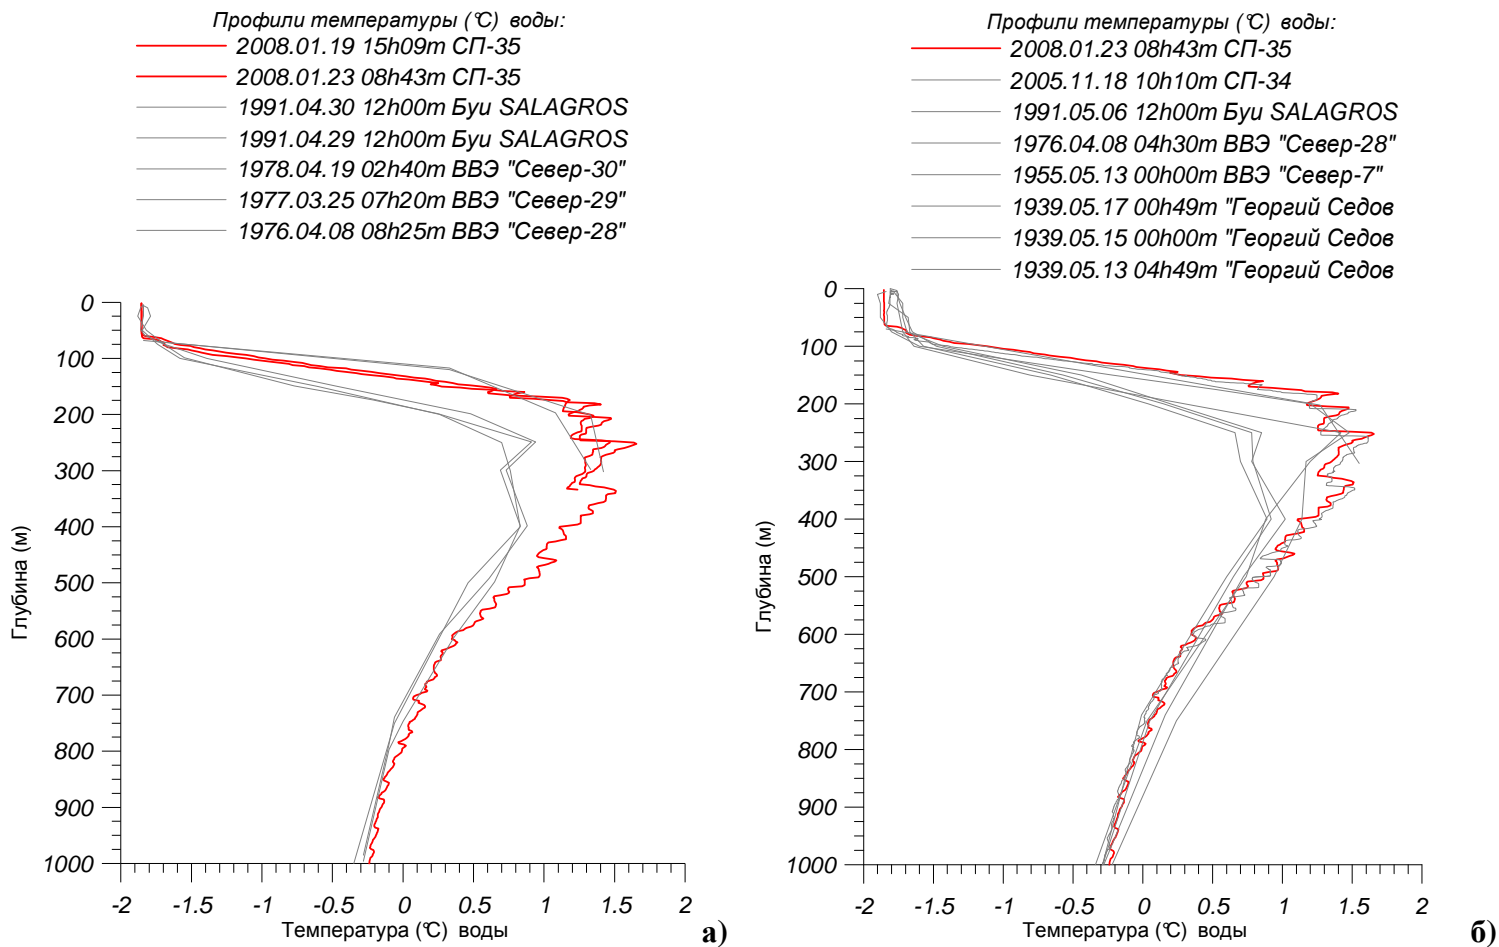 Профили температуры (°C) воды:
2008.01.19 15h09m СП-35
2008.01.23 08h43m СП-35
1991.04.30 12h00m Буи SALAGROS
1991.04.29 12h00m Буи SALAGROS
1978.04.19 02h40m ВВЭ "Север-30"
1977.03.25 07h20m ВВЭ "Север-29"
1976.04.08 08h25m ВВЭ "Север-28"
0
100
200
300
400
500
600
700
800
900
1000
Глубина (м)
-2 -1.5 -1 -0.5 0 0.5 1 1.5 2
Температура (°C) воды
а)
Профили температуры (°C) воды:
2008.01.23 08h43m СП-35
2005.11.18 10h10m СП-34
1991.05.06 12h00m Буи SALAGROS
1976.04.08 04h30m ВВЭ "Север-28"
1955.05.13 00h00m ВВЭ "Север-7"
1939.05.17 00h49m "Георгий Седов
1939.05.15 00h00m "Георгий Седов
1939.05.13 04h49m "Георгий Седов
0
100
200
300
400
500
600
700
800
900
1000
Глубина (м)
-2 -1.5 -1 -0.5 0 0.5 1 1.5 2
Температура (°C) воды
б)